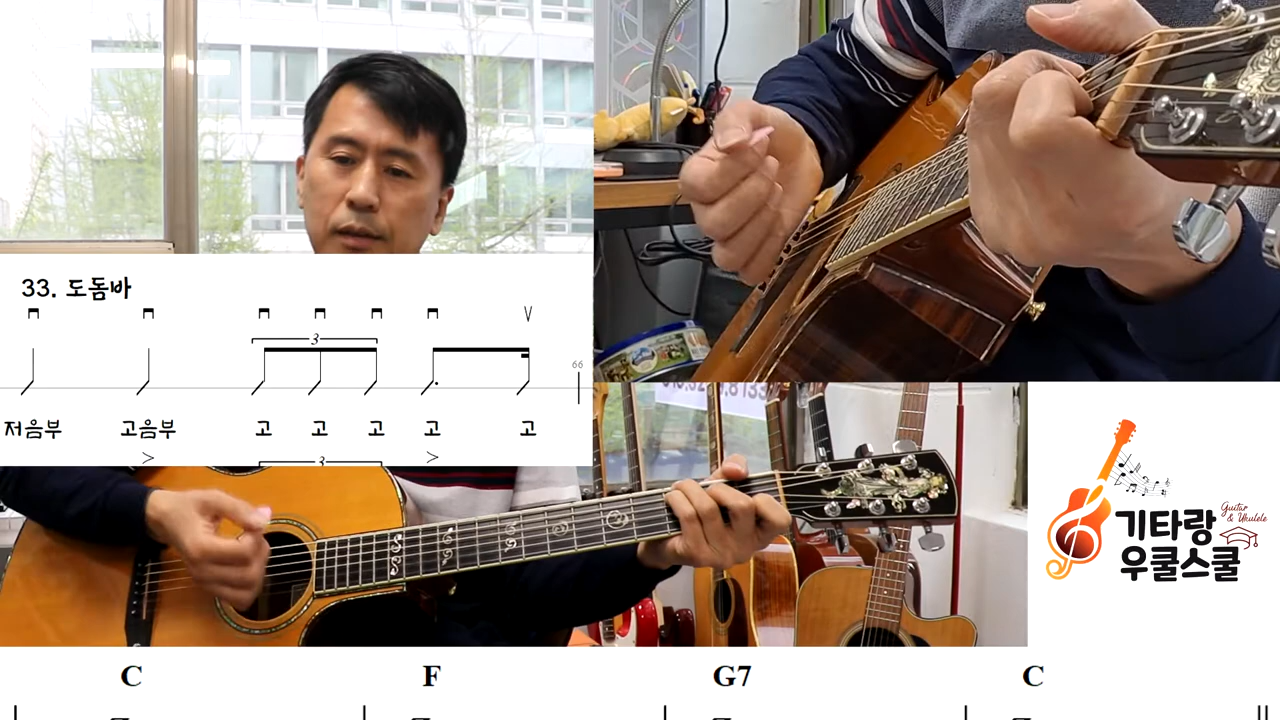 33. 도돔바
3
66
저음부 고음부 고 고 고 고 고
> >
3
기타랑
Guitar & Ukulele
우쿨스쿨
C F G7 C